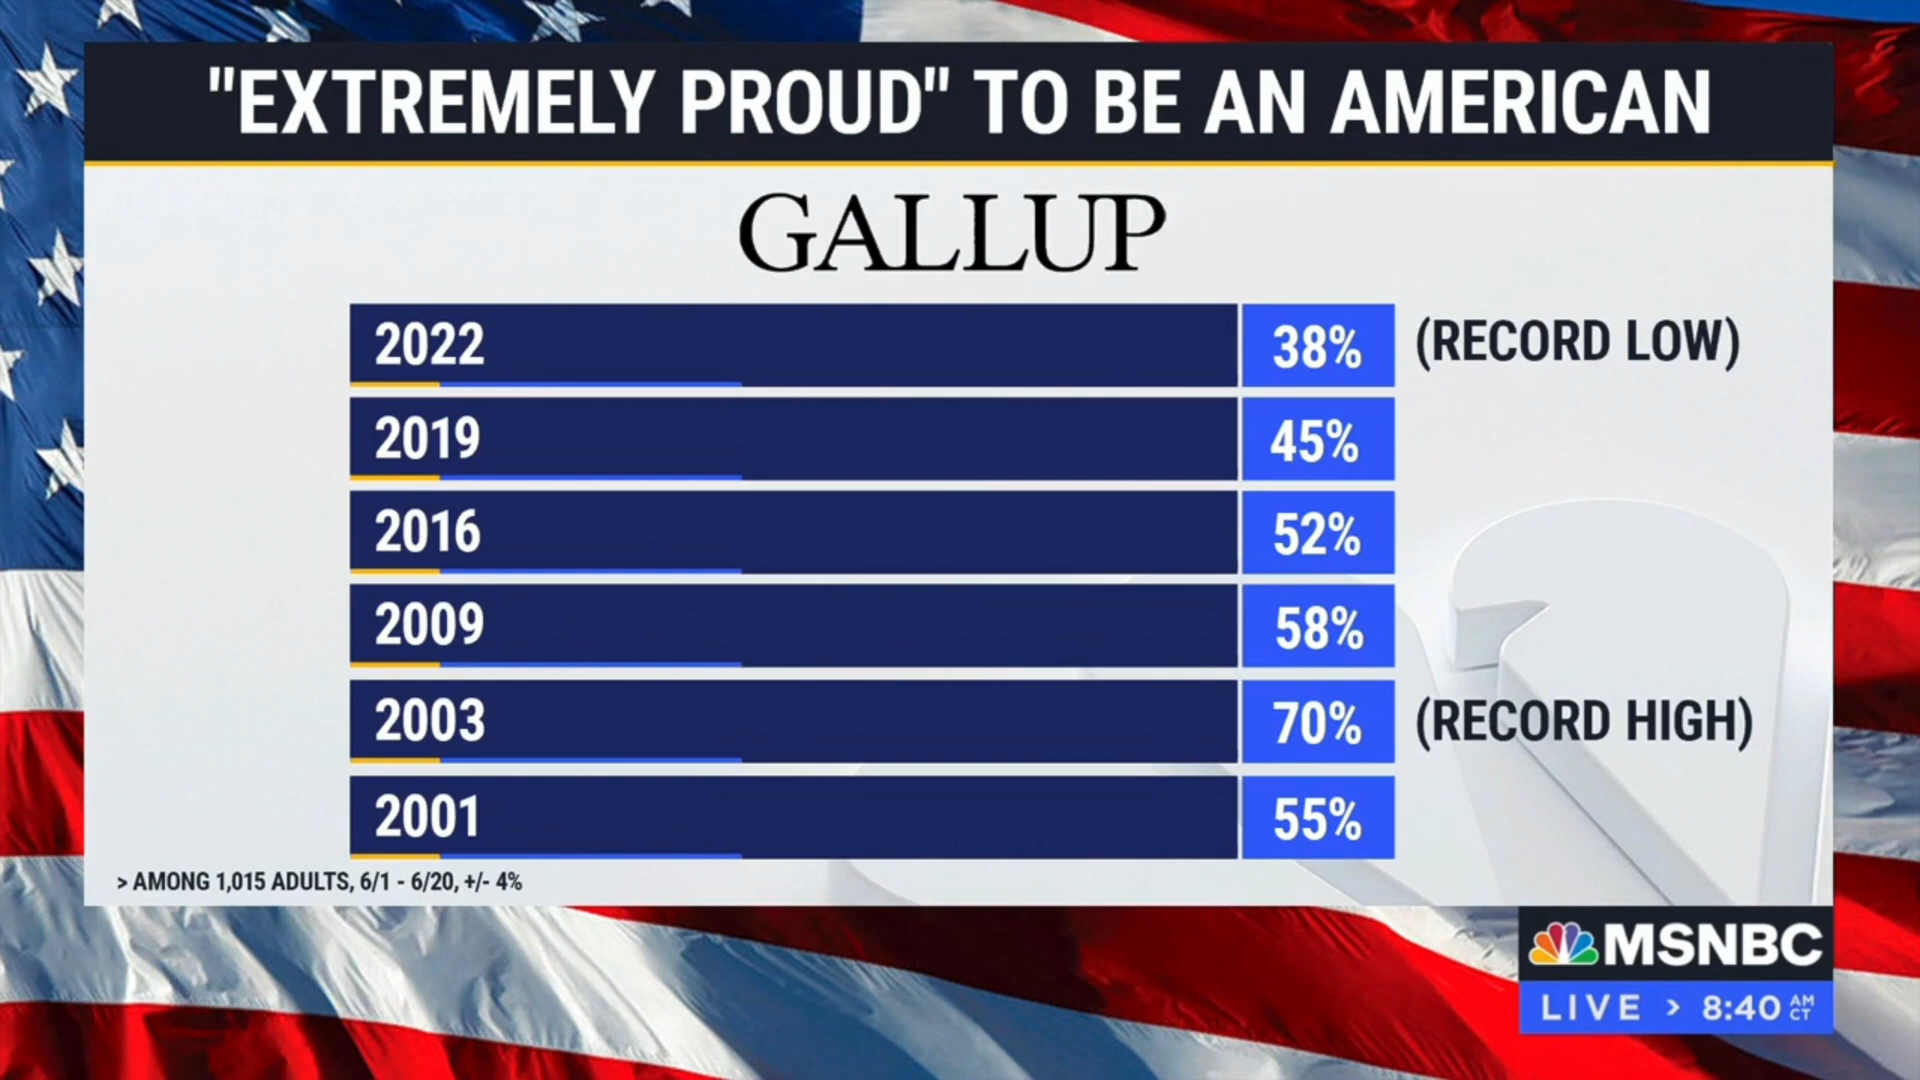 "EXTREMELY PROUD" TO BE AN AMERICAN
GALLUP
2022 38% (RECORD LOW)
2019 45%
2016 52%
2009 58%
2003 70% (RECORD HIGH)
2001 55%
> AMONG 1,015 ADULTS, 6/1 - 6/20, +/- 4%
MSNBC
LIVE > 8:40 AM CT